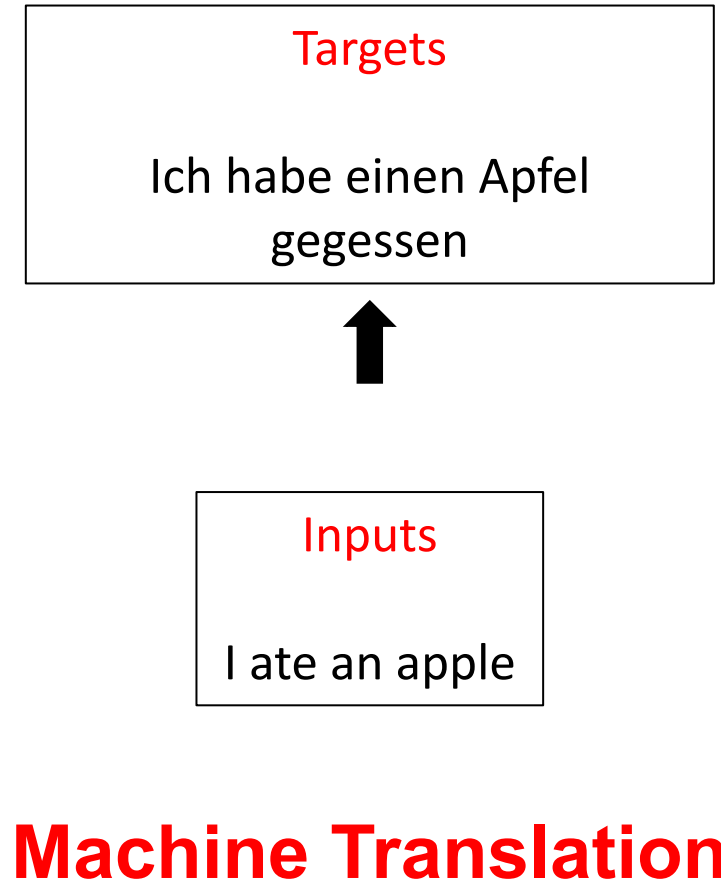 Targets
Ich habe einen Apfel
gegessen
Inputs
I ate an apple
Machine Translation